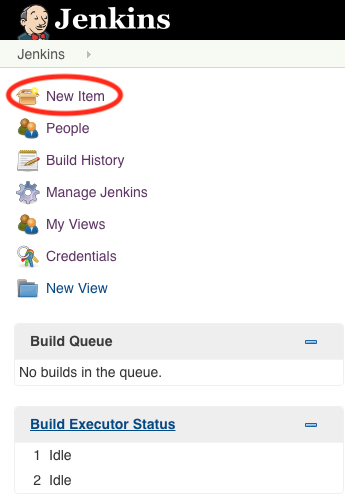 Jenkins
Jenkins
New Item
People
Build History
Manage Jenkins
My Views
Credentials
New View
Build Queue
No builds in the queue.
Build Executor Status
1 Idle
2 Idle